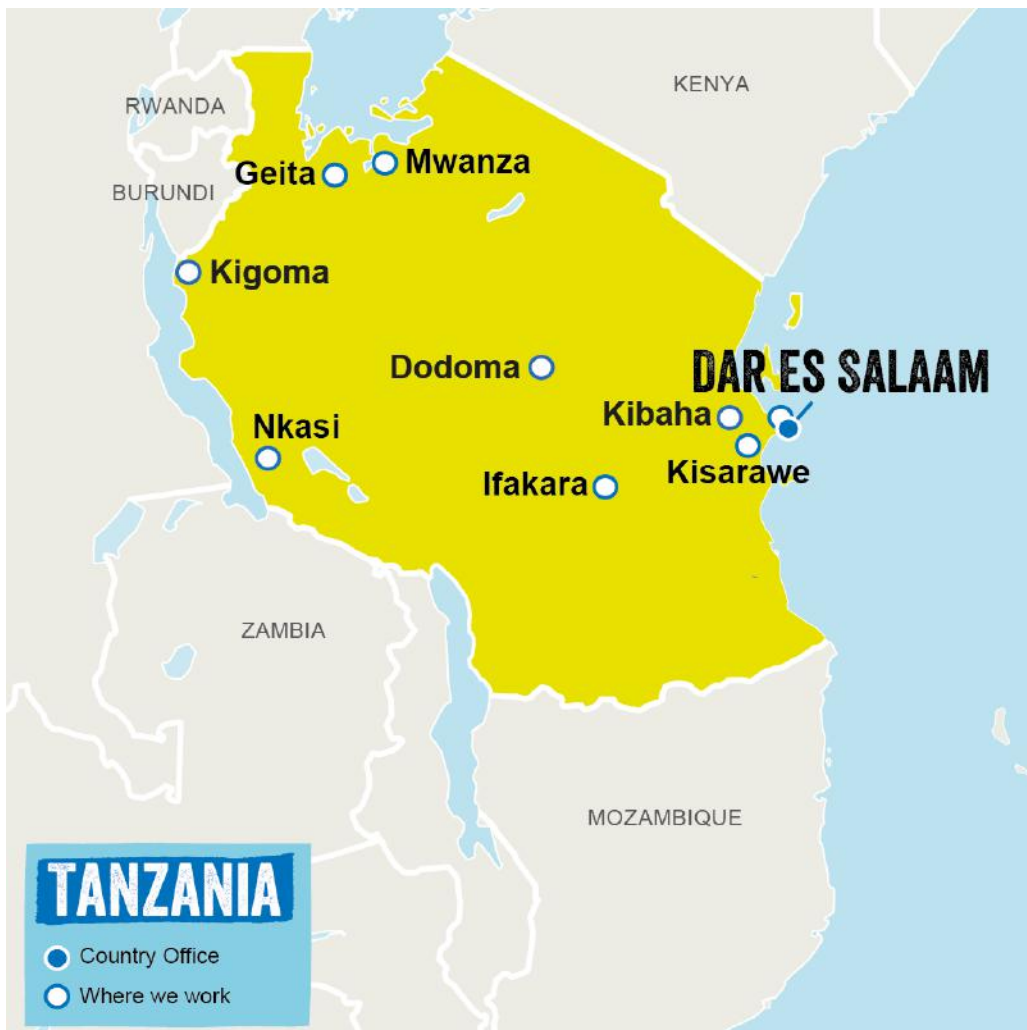 KENYA
RWANDA
Geita
Mwanza
BURUNDI
Kigoma
DAR ES SALAAM
Dodoma
Kibaha
Nkasi
Kisarawe
Ifakara
ZAMBIA
MOZAMBIQUE
TANZANIA
Country Office
Where we work